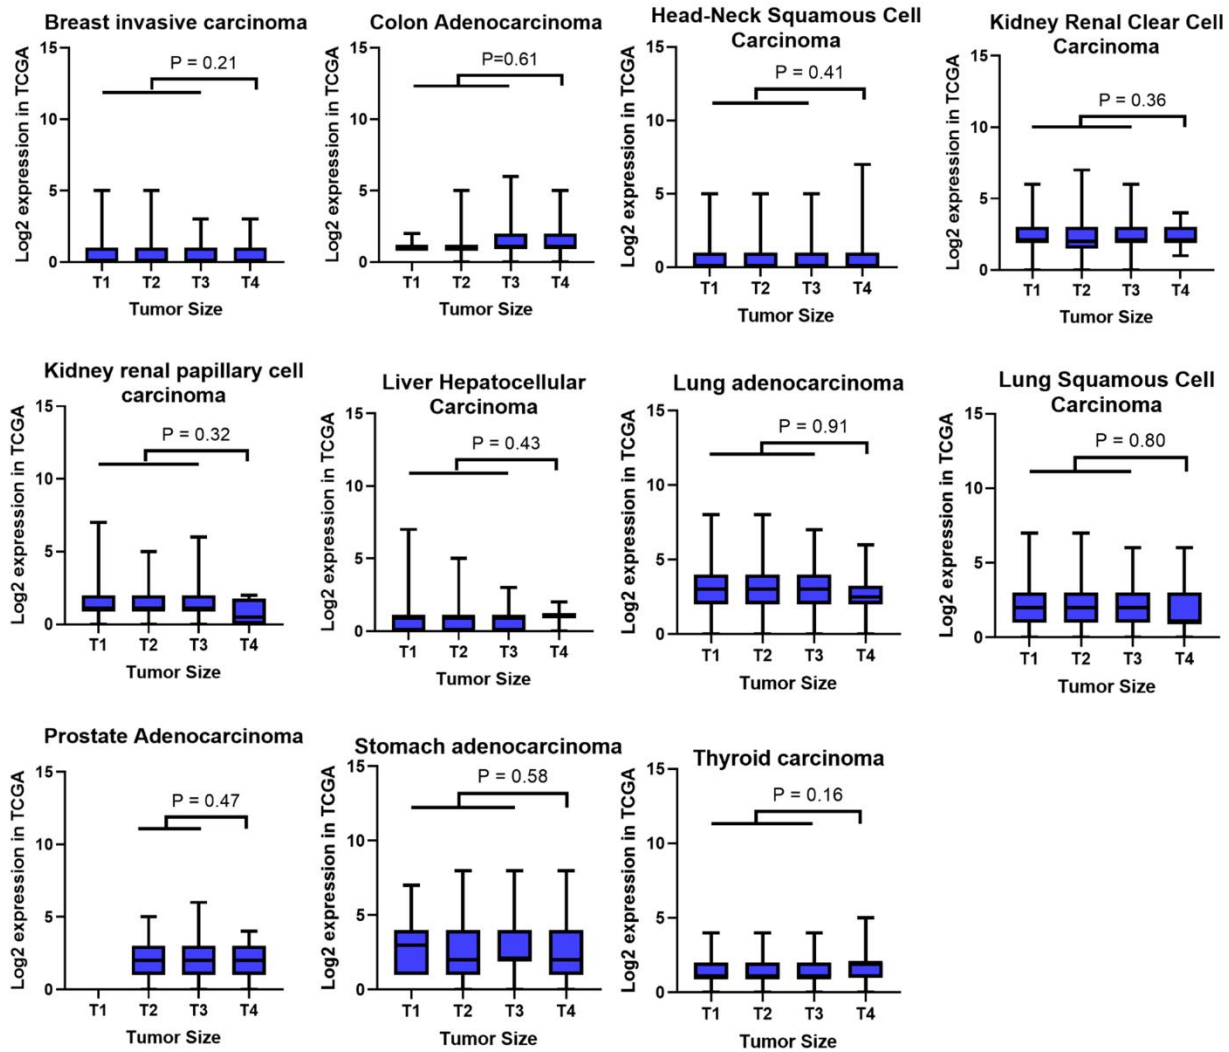 Breast invasive carcinoma
Log2 expression in TCGA
15
10
5
0
P = 0.21
T1 T2 T3 T4
Tumor Size
Colon Adenocarcinoma
Log2 expression in TCGA
15
10
5
0
P=0.61
T1 T2 T3 T4
Tumor Size
Head-Neck Squamous Cell
Carcinoma
Log2 expression in TCGA
15
10
5
0
P = 0.41
T1 T2 T3 T4
Tumor Size
Kidney Renal Clear Cell
Carcinoma
Log2 expression in TCGA
15
10
5
0
P = 0.36
T1 T2 T3 T4
Tumor Size
Kidney renal papillary cell
carcinoma
Log2 expression in TCGA
15
10
5
0
P = 0.32
T1 T2 T3 T4
Tumor Size
Liver Hepatocellular
Carcinoma
Log2 expression in TCGA
15
10
5
0
P = 0.43
T1 T2 T3 T4
Tumor Size
Lung adenocarcinoma
Log2 expression in TCGA
15
10
5
0
P = 0.91
T1 T2 T3 T4
Tumor Size
Lung Squamous Cell
Carcinoma
Log2 expression in TCGA
15
10
5
0
P = 0.80
T1 T2 T3 T4
Tumor Size
Prostate Adenocarcinoma
Log2 expression in TCGA
15
10
5
0
P = 0.47
T1 T2 T3 T4
Tumor Size
Stomach adenocarcinoma
Log2 expression in TCGA
15
10
5
0
P = 0.58
T1 T2 T3 T4
Tumor Size
Thyroid carcinoma
Log2 expression in TCGA
15
10
5
0
P = 0.16
T1 T2 T3 T4
Tumor Size